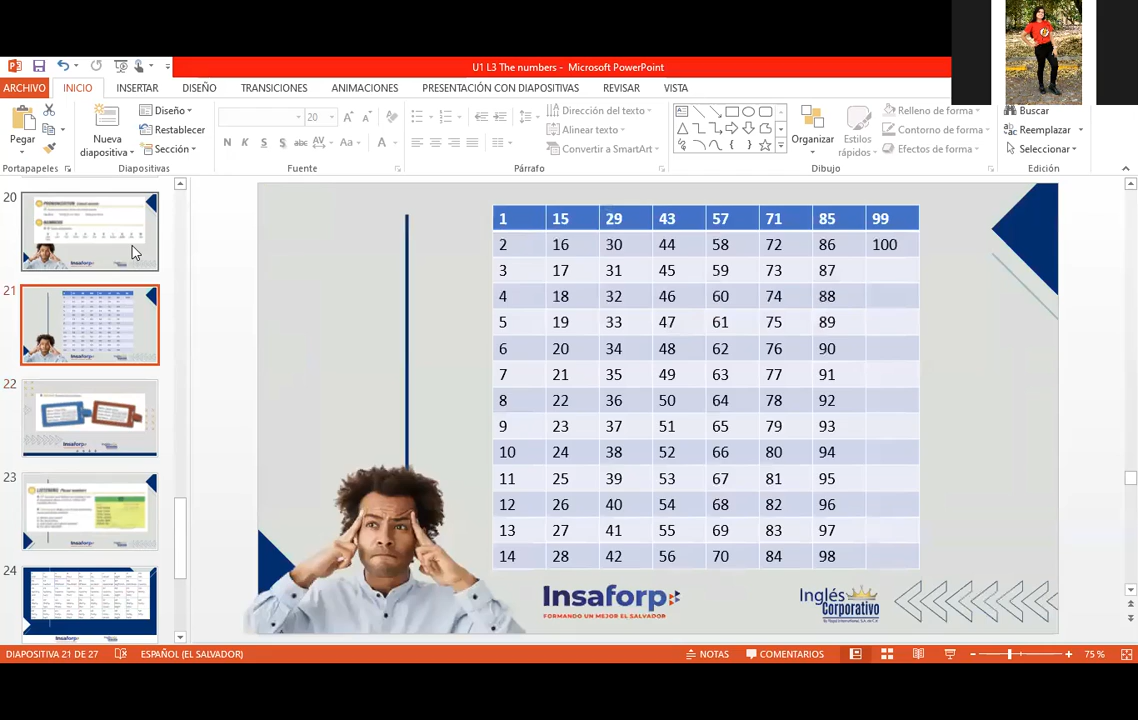 U1 L3 The numbers - Microsoft PowerPoint
ARCHIVO INICIO INSERTAR DISEÑO TRANSICIONES ANIMACIONES PRESENTACIÓN CON DIAPOSITIVAS REVISAR VISTA
Pegar
Nueva diapositiva
Diseño
Restablecer
Sección
20
N K S S abc AV Aa A
Dirección del texto
Alinear texto
Convertir a SmartArt
Organizar
Estilos rápidos
Relleno de forma
Contorno de forma
Efectos de forma
Buscar
Reemplazar
Seleccionar
Portapapeles Diapositivas Fuente Párrafo Dibujo Edición
20
21
22
23
24
1 15 29 43 57 71 85 99
2 16 30 44 58 72 86 100
3 17 31 45 59 73 87
4 18 32 46 60 74 88
5 19 33 47 61 75 89
6 20 34 48 62 76 90
7 21 35 49 63 77 91
8 22 36 50 64 78 92
9 23 37 51 65 79 93
10 24 38 52 66 80 94
11 25 39 53 67 81 95
12 26 40 54 68 82 96
13 27 41 55 69 83 97
14 28 42 56 70 84 98
Insaforp
FORMANDO UN MEJOR EL SALVADOR
Inglés
Corporativo
DIAPOSITIVA 21 DE 27 ESPAÑOL (EL SALVADOR) NOTAS COMENTARIOS 75 %